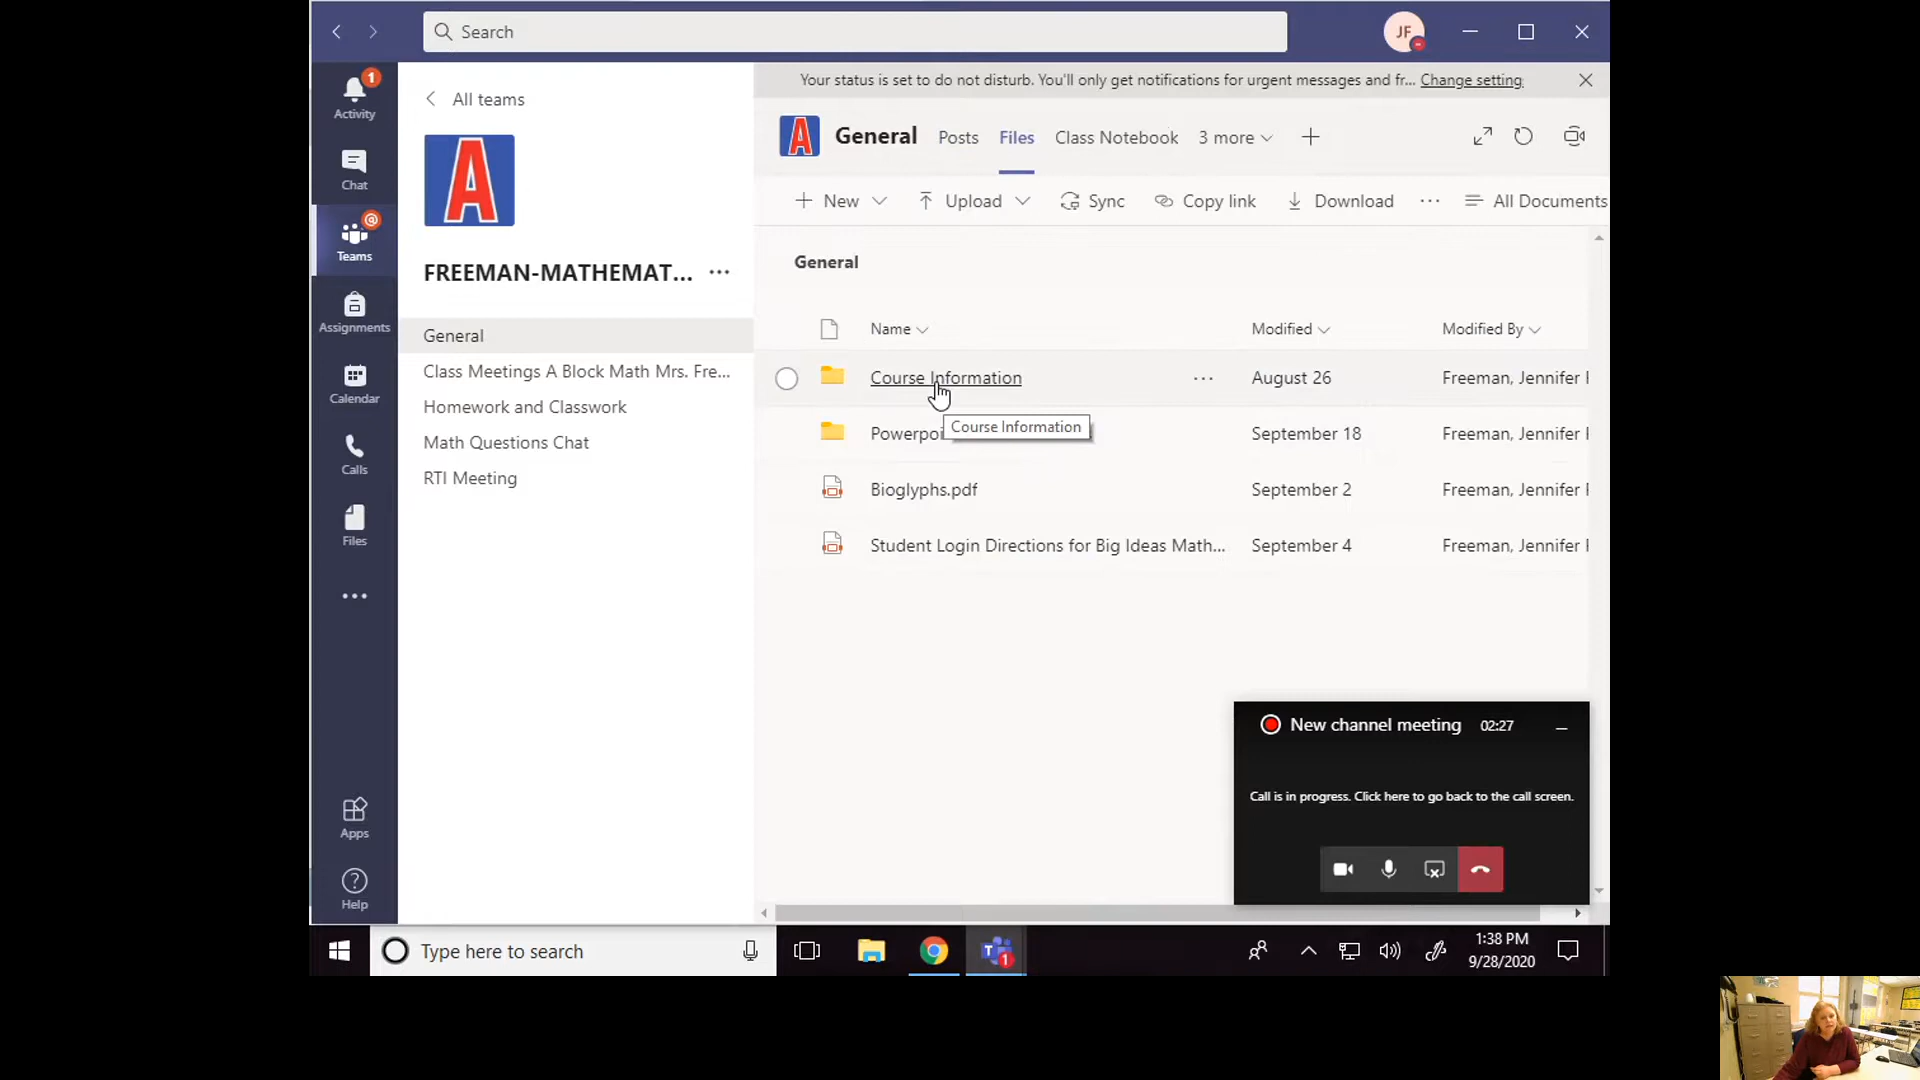 Search
JF
Your status is set to do not disturb. You'll only get notifications for urgent messages and fr... Change setting.
1
Activity
Chat
Teams
Assignments
Calendar
Calls
Files
Apps
Help
All teams
A
FREEMAN-MATHEMAT...
General
Class Meetings A Block Math Mrs. Fre...
Homework and Classwork
Math Questions Chat
RTI Meeting
A General Posts Files Class Notebook 3 more
New Upload Sync Copy link Download ... All Documents
General
Name Modified Modified By
Course Information ... August 26 Freeman, Jennifer
Course Information
September 18 Freeman, Jennifer
Bioglyphs.pdf September 2 Freeman, Jennifer
Student Login Directions for Big Ideas Math... September 4 Freeman, Jennifer
New channel meeting 02:27
Call is in progress. Click here to go back to the call screen.
Type here to search
T 1
1:38 PM
9/28/2020